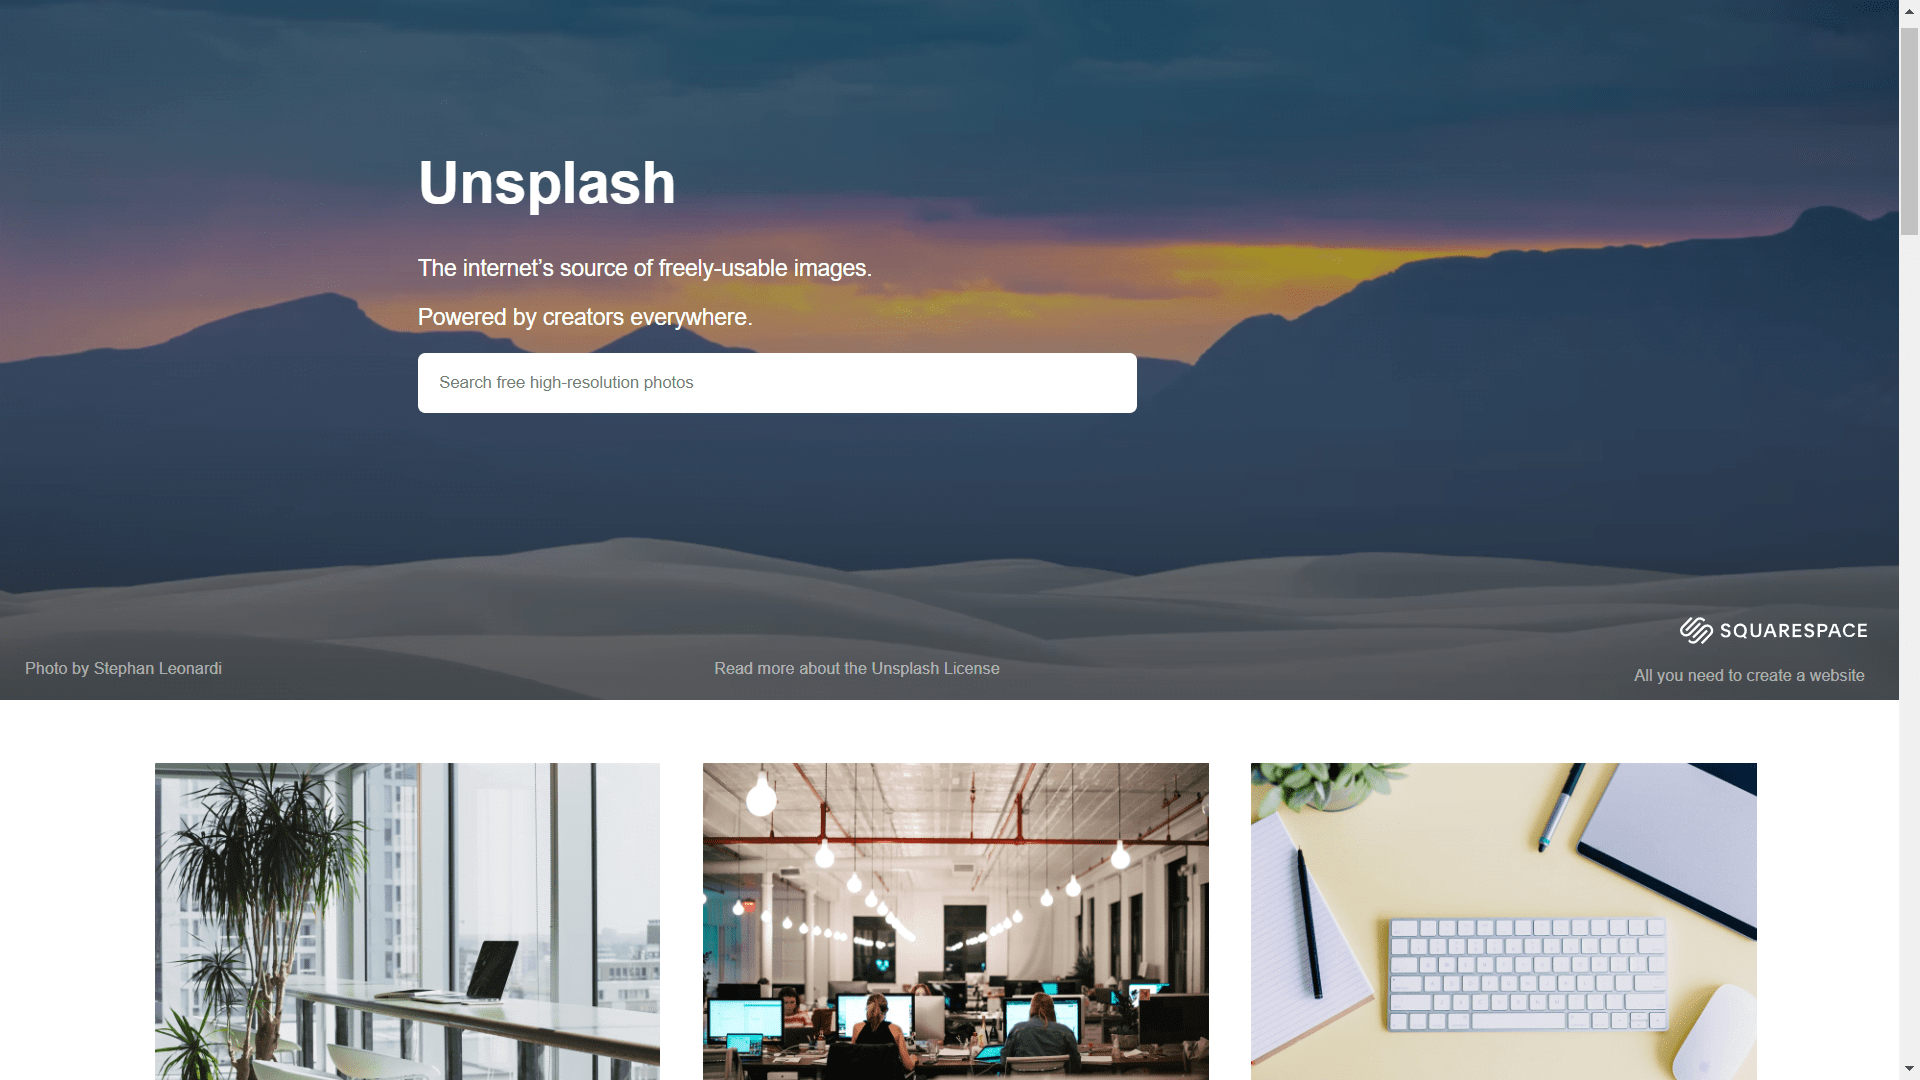 Unsplash
The internet’s source of freely-usable images.
Powered by creators everywhere.
Search free high-resolution photos
SQUARESPACE
Photo by Stephan Leonardi
Read more about the Unsplash License
All you need to create a website